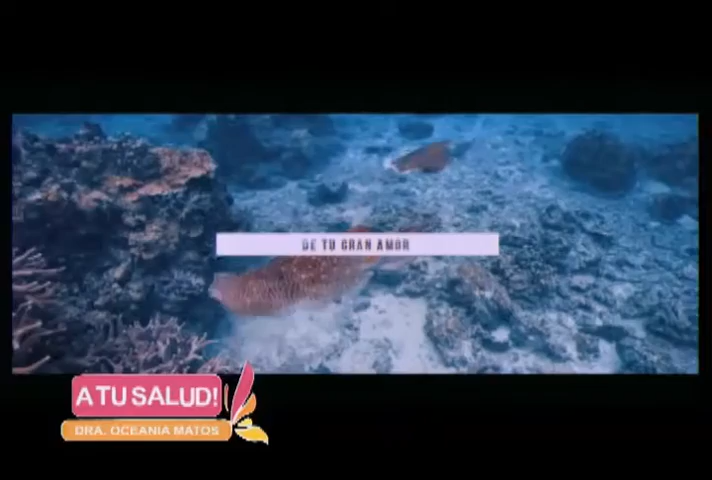 DE TU GRAN AMOR
A TU SALUD!
DRA. OCEANIA MATOS